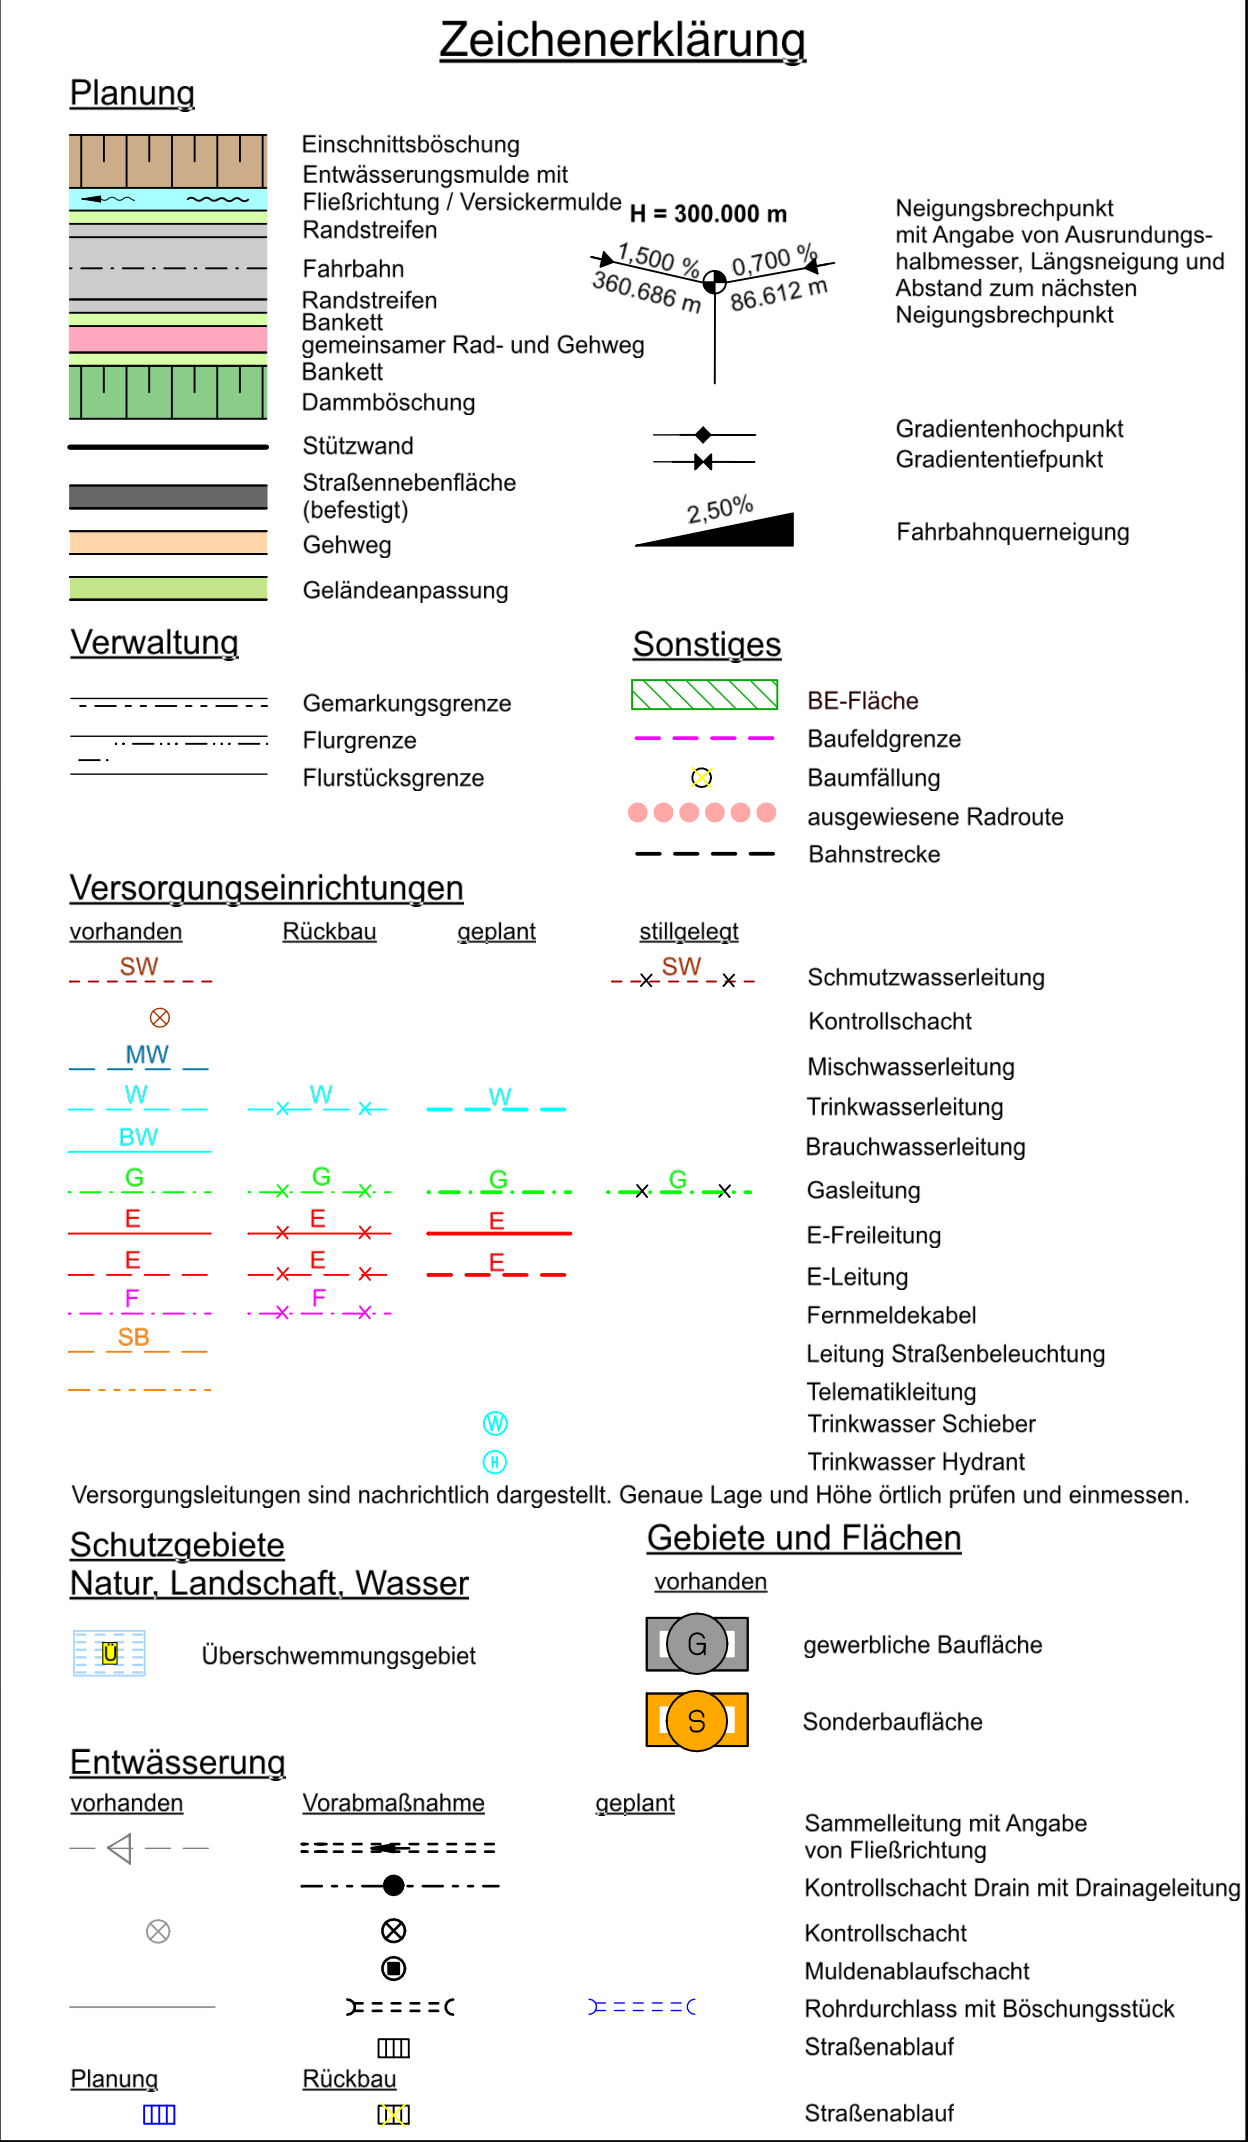 Zeichenerklärung
Planung
Einschnittsböschung
Entwässerungsmulde mit
Fließrichtung / Versickermulde
Randstreifen
Fahrbahn
Randstreifen
Bankett
gemeinsamer Rad- und Gehweg
Bankett
Dammböschung
Stützwand
Straßennebenfläche
(befestigt)
Gehweg
Geländeanpassung
H = 300.000 m
1,500 % 0,700 %
360.686 m 86.612 m
Neigungsbrechpunkt
mit Angabe von Ausrundungs-
halbmesser, Längsneigung und
Abstand zum nächsten
Neigungsbrechpunkt
Gradientenhochpunkt
Gradiententiefpunkt
2,50%
Fahrbahnquerneigung
Verwaltung
Gemarkungsgrenze
Flurgrenze
Flurstücksgrenze
Sonstiges
BE-Fläche
Baufeldgrenze
Baumfällung
ausgewiesene Radroute
Bahnstrecke
Versorgungseinrichtungen
vorhanden Rückbau geplant stillgelegt
SW SW Schmutzwasserleitung
Kontrollschacht
MW Mischwasserleitung
W W W Trinkwasserleitung
BW Brauchwasserleitung
G G G G Gasleitung
E E E E-Freileitung
E E E E-Leitung
F F Fernmeldekabel
SB Leitung Straßenbeleuchtung
Telematikleitung
W Trinkwasser Schieber
H Trinkwasser Hydrant
Versorgungsleitungen sind nachrichtlich dargestellt. Genaue Lage und Höhe örtlich prüfen und einmessen.
Schutzgebiete
Natur, Landschaft, Wasser
Ü Überschwemmungsgebiet
Gebiete und Flächen
vorhanden
G gewerbliche Baufläche
S Sonderbaufläche
Entwässerung
vorhanden Vorabmaßnahme geplant
Sammelleitung mit Angabe
von Fließrichtung
Kontrollschacht Drain mit Drainageleitung
Kontrollschacht
Muldenablaufschacht
Rohrdurchlass mit Böschungsstück
Straßenablauf
Planung Rückbau
Straßenablauf